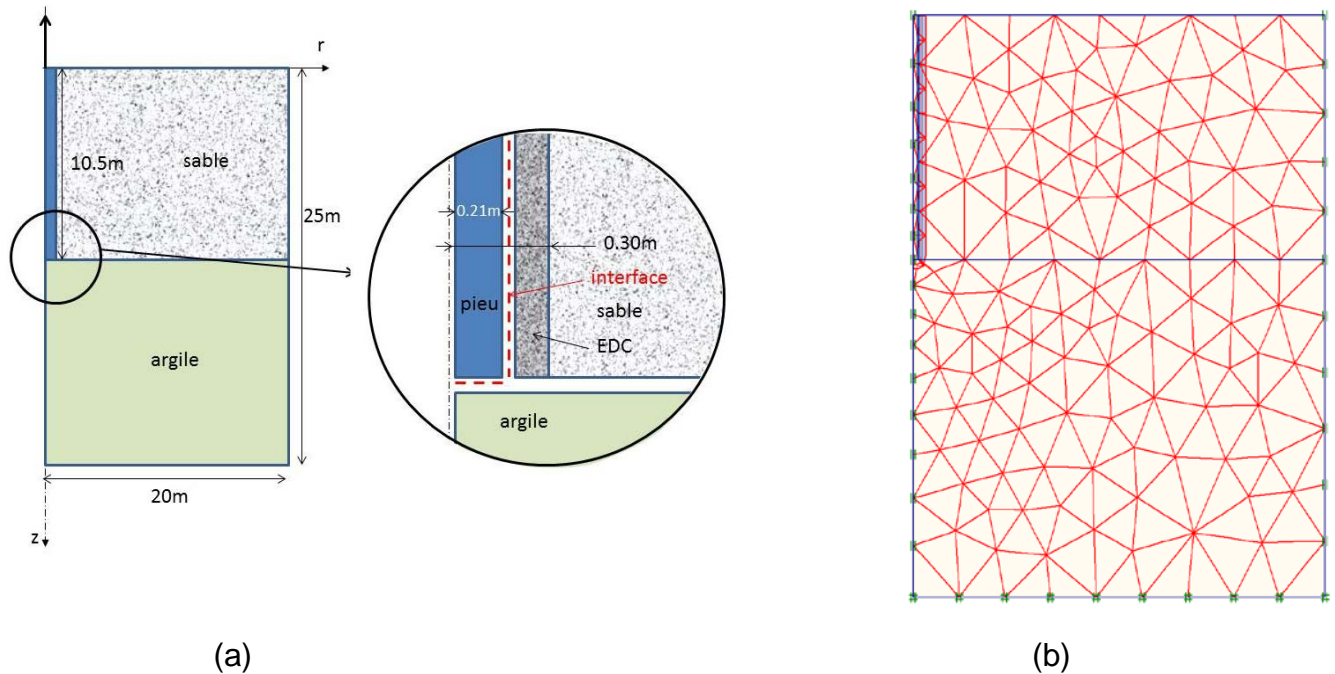 r
10.5m
sable
25m
argile
20m
z
0.21m
0.30m
interface
pieu
sable
EDC
argile
(a)
(b)